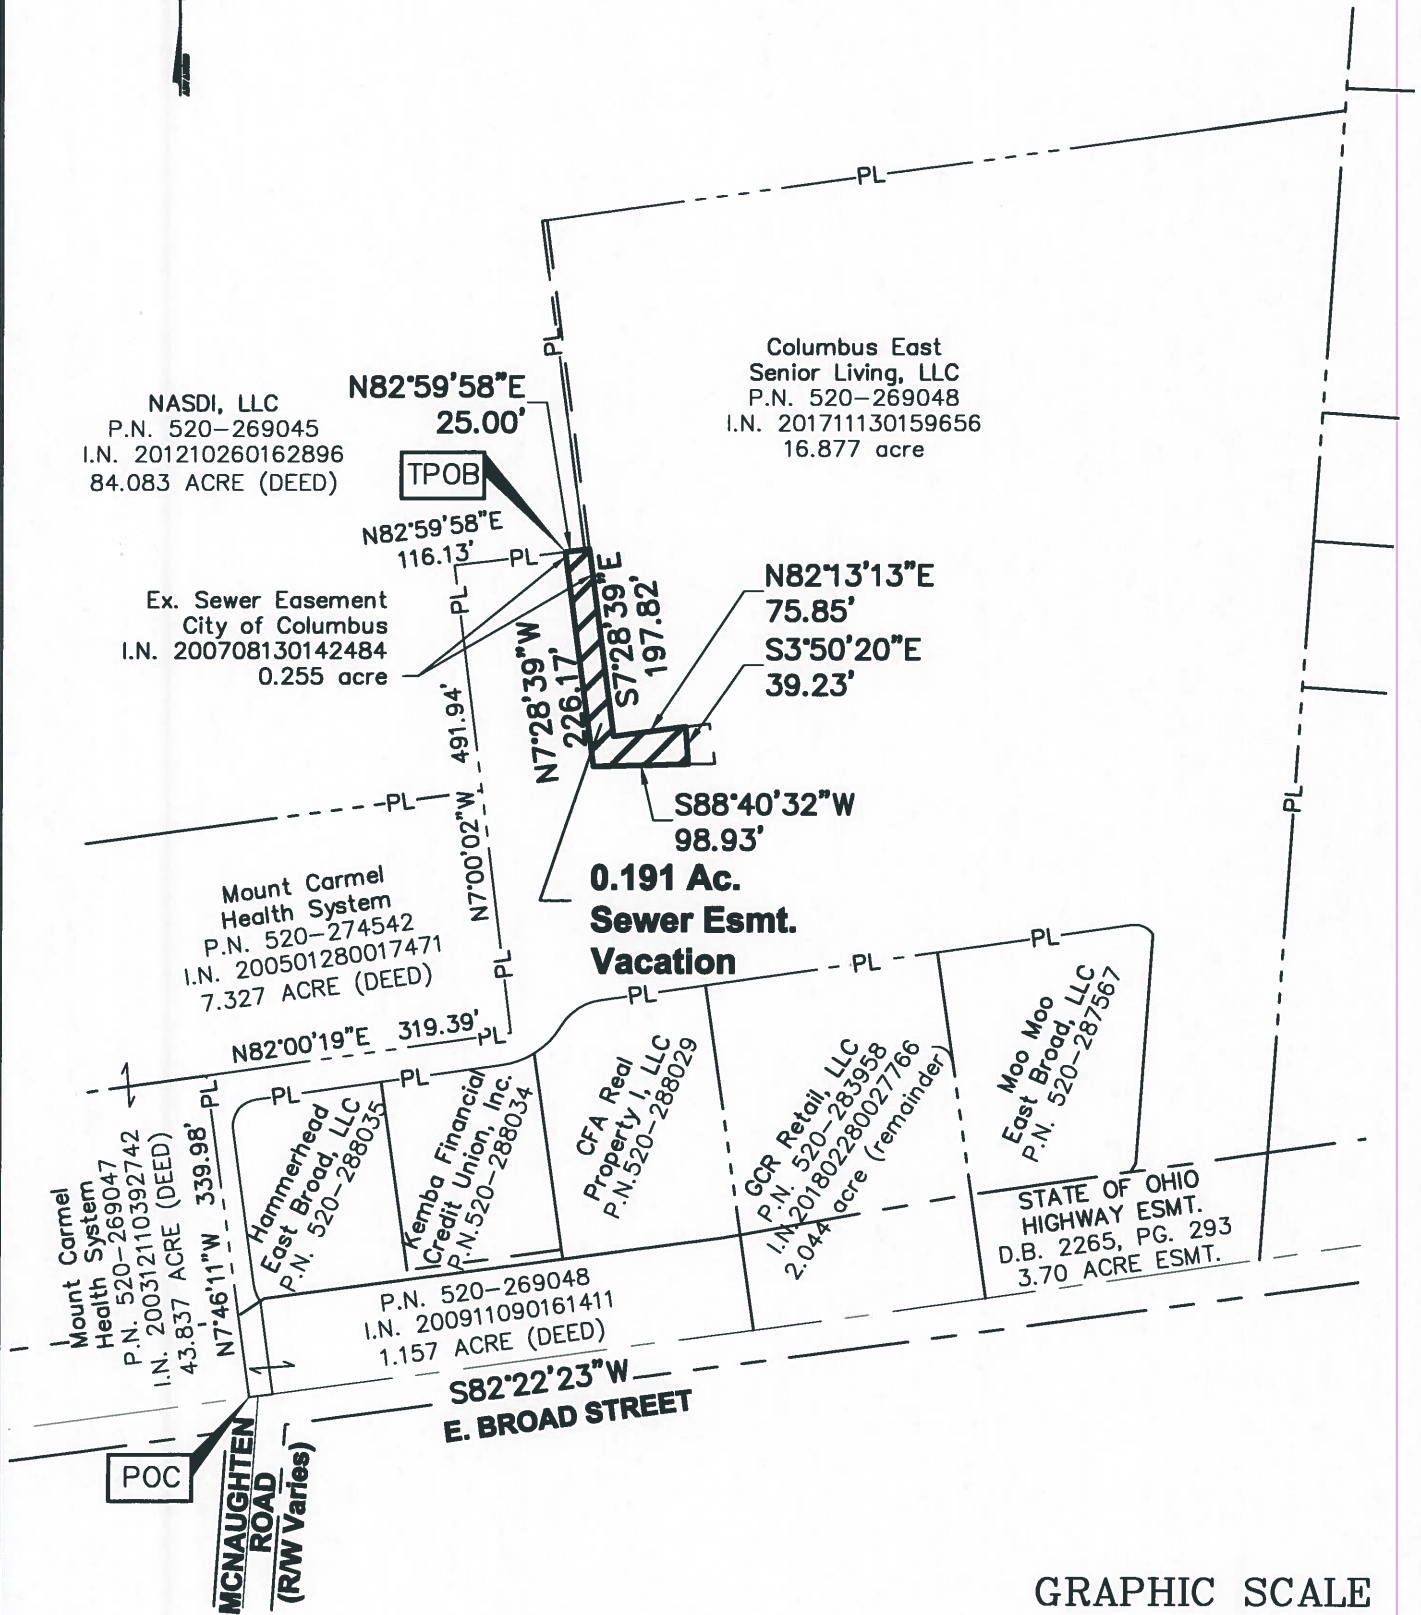 PL
Columbus East
Senior Living, LLC
P.N. 520-269048
I.N. 201711130159656
16.877 acre
PL
N82°59'58"E
25.00'
NASDI, LLC
P.N. 520-269045
I.N. 201210260162896
84.083 ACRE (DEED)
TPOB
N82°59'58"E
116.13'
PL
PL
Ex. Sewer Easement
City of Columbus
I.N. 200708130142484
0.255 acre
S7°28'39"E
197.82'
N82°13'13"E
75.85'
S3°50'20"E
39.23'
N7°28'39"W
226.17'
491.94'
N7°00'02"W
S88°40'32"W
98.93'
0.191 Ac.
Sewer Esmt.
Vacation
PL
PL
Mount Carmel
Health System
P.N. 520-274542
I.N. 200501280017471
7.327 ACRE (DEED)
PL
PL
PL
PL
N82°00'19"E 319.39'
PL
PL
PL
PL
Hammerhead
East Broad, LLC
P.N. 520-288035
Kemba Financial
Credit Union, Inc.
P.N.520-288034
CFA Real
Property I, LLC
P.N.520-288029
GCR Retail, LLC
P.N. 520-283958
I.N.201802280027766
2.044 acre (remainder)
Moo Moo
East Broad, LLC
P.N. 520-287567
Mount Carmel
Health System
P.N. 520-269047
I.N. 200312110392742
43.837 ACRE (DEED)
N7°46'11"W 339.98'
STATE OF OHIO
HIGHWAY ESMT.
D.B. 2265, PG. 293
3.70 ACRE ESMT.
P.N. 520-269048
I.N. 200911090161411
1.157 ACRE (DEED)
S82°22'23"W
E. BROAD STREET
POC
MCNAUGHTEN
ROAD
(R/W Varies)
GRAPHIC SCALE